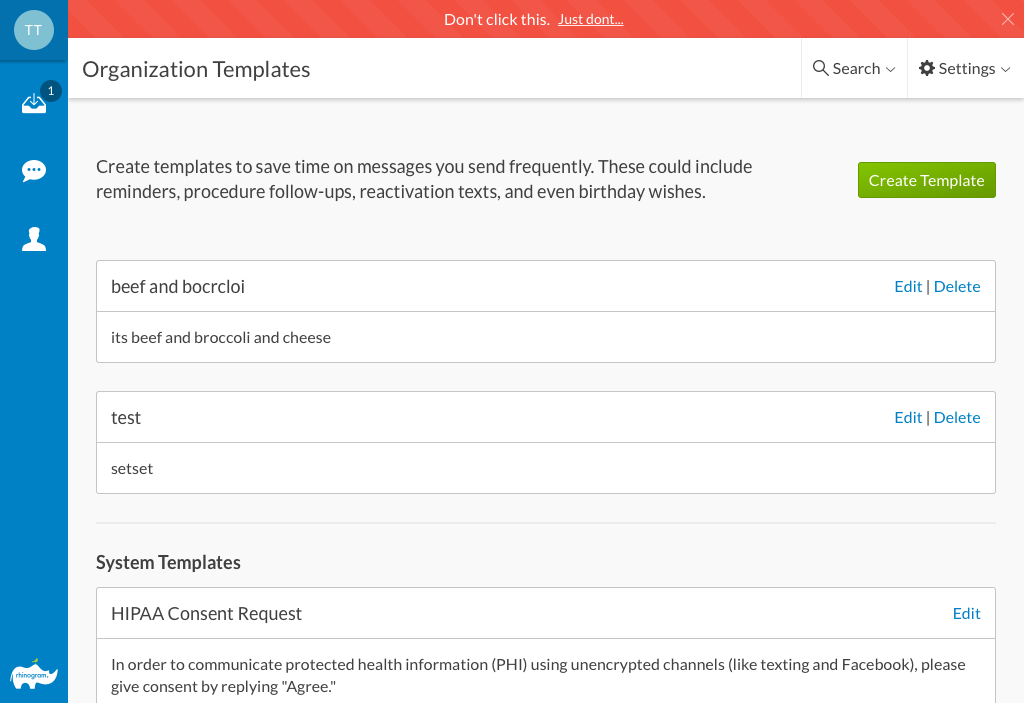 TT
Don't click this. Just dont...
1
Organization Templates
Search
Settings
Create templates to save time on messages you send frequently. These could include
reminders, procedure follow-ups, reactivation texts, and even birthday wishes.
Create Template
beef and bocrcloi
Edit | Delete
its beef and broccoli and cheese
test
Edit | Delete
setset
System Templates
HIPAA Consent Request
Edit
In order to communicate protected health information (PHI) using unencrypted channels (like texting and Facebook), please
give consent by replying "Agree."
rhinogram.